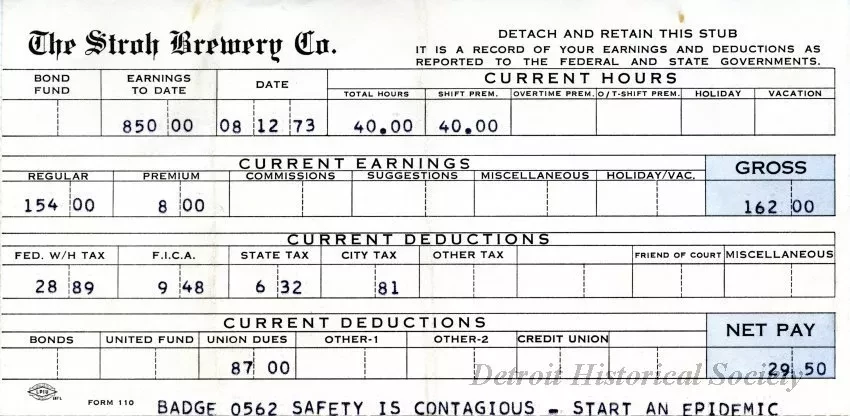 The Stroh Brewery Co.
DETACH AND RETAIN THIS STUB
IT IS A RECORD OF YOUR EARNINGS AND DEDUCTIONS AS
REPORTED TO THE FEDERAL AND STATE GOVERNMENTS.
BOND FUND EARNINGS TO DATE DATE CURRENT HOURS
TOTAL HOURS SHIFT PREM. OVERTIME PREM. O/T-SHIFT PREM. HOLIDAY VACATION
850 00 08 12 73 40.00 40.00
CURRENT EARNINGS GROSS
REGULAR PREMIUM COMMISSIONS SUGGESTIONS MISCELLANEOUS HOLIDAY/VAC.
154 00 8 00 162 00
CURRENT DEDUCTIONS
FED. W/H TAX F.I.C.A. STATE TAX CITY TAX OTHER TAX FRIEND OF COURT MISCELLANEOUS
28 89 9 48 6 32 81
CURRENT DEDUCTIONS NET PAY
BONDS UNITED FUND UNION DUES OTHER-1 OTHER-2 CREDIT UNION
87 00 29 50
Detroit Historical Society
FORM 110 BADGE 0562 SAFETY IS CONTAGIOUS - START AN EPIDEMIC